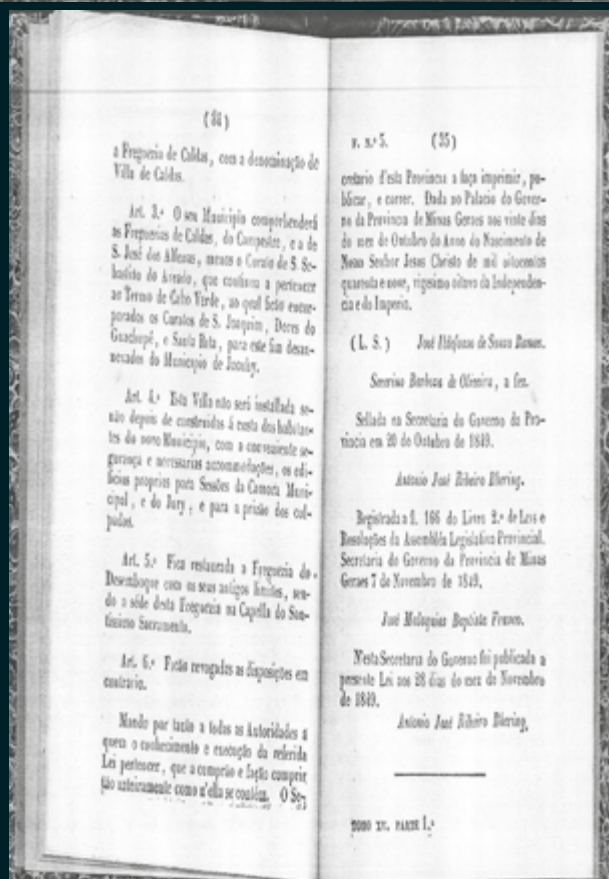 (34)
a Freguezia de Caldas, com a denominação de
Villa de Caldas.
Art. 3.º O seu Municipio comprehenderá
as Freguezias de Caldas, do Campestre, e a de
S. José dos Alfenas, menos o Curato de S. Se-
bastião do Areado, que continua a pertencer
ao Termo de Cabo Verde, ao qual ficão encor-
porados os Curatos de S. Joaquim, Dores do
Guachupé, e Santa Rita, para este fim desan-
nexados do Municipio de Jacuhy.
Art. 4.º Esta Villa não será installada se-
não depois de construidos á custa dos habitan-
tes do novo Municipio, com a conveniente se-
gurança e necessarias accommodações, os edi-
ficios proprios para Sessões da Camara Muni-
cipal, e do Jury, e para a prisão dos cul-
pados.
Art. 5.º Fica restaurada a Freguezia do
Desemboque com os seus antigos limites, sen-
do a séde desta Freguezia na Capella do San-
tissimo Sacramento.
Art. 6.º Ficão revogadas as disposições em
contrario.
Mando por tanto a todas as Autoridades a
quem o conhecimento e execução da referida
Lei pertencer, que a cumprão e fação cumprir
tão inteiramente como n'ella se contém. O Se-
F. N.º 5. (35)
cretario d'esta Provincia a faça imprimir, pu-
blicar, e correr. Dada no Palacio do Gover-
no da Provincia de Minas Geraes aos vinte dias
do mez de Outubro do Anno do Nascimento de
Nosso Senhor Jesus Christo de mil oitocentos
quarenta e nove, vigesimo oitavo da Independen-
cia e do Imperio.
(L. S.) José Ildefonso de Sousa Ramos.
Severino Barboza de Oliveira, a fez.
Sellada na Secretaria do Governo da Pro-
vincia em 20 de Outubro de 1849.
Antonio José Ribeiro Bhering.
Registrada a fl. 166 do Livro 2.º de Leis e
Resoluções da Assembléa Legislativa Provincial.
Secretaria do Governo da Provincia de Minas
Geraes 7 de Novembro de 1849.
José Malaquias Baptista Franco.
Nesta Secretaria do Governo foi publicada a
presente Lei aos 28 dias do mez de Novembro
de 1849.
Antonio José Ribeiro Bhering,
TOMO XV. PARTE 1.ª